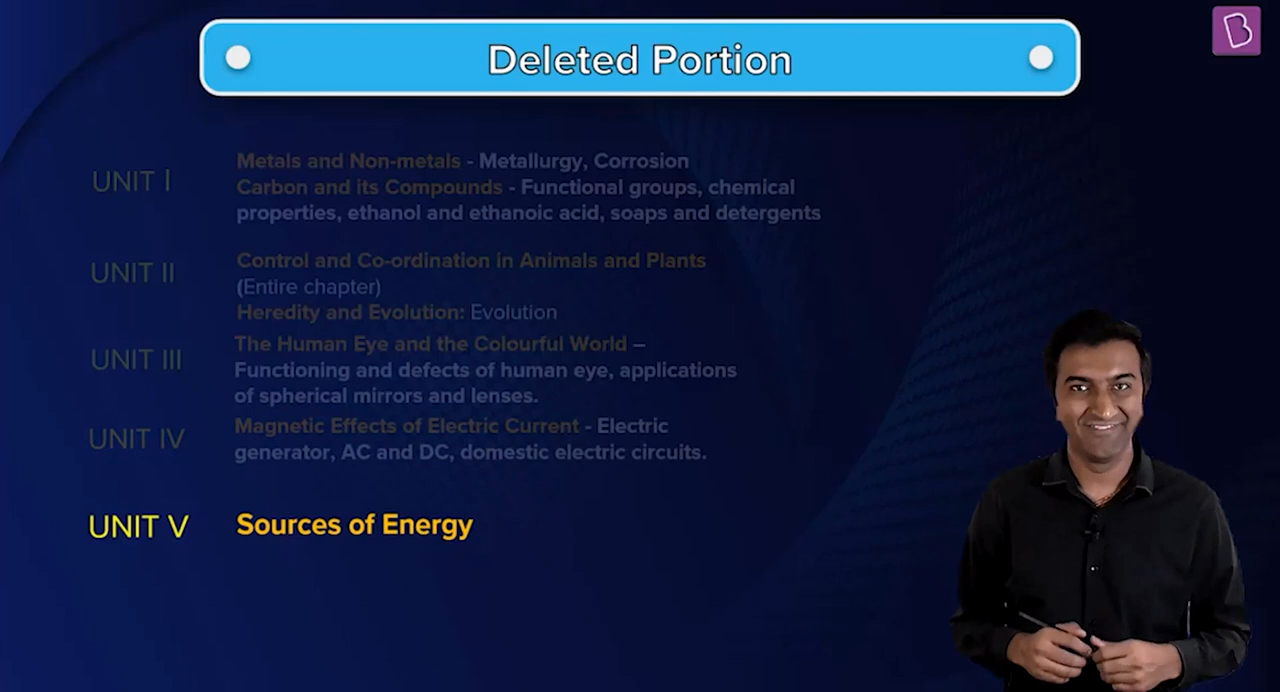 Deleted Portion
UNIT I
Metals and Non-metals - Metallurgy, Corrosion
Carbon and its Compounds - Functional groups, chemical
properties, ethanol and ethanoic acid, soaps and detergents
UNIT II
Control and Co-ordination in Animals and Plants
(Entire chapter)
Heredity and Evolution: Evolution
UNIT III
The Human Eye and the Colourful World –
Functioning and defects of human eye, applications
of spherical mirrors and lenses.
UNIT IV
Magnetic Effects of Electric Current - Electric
generator, AC and DC, domestic electric circuits.
UNIT V
Sources of Energy
B